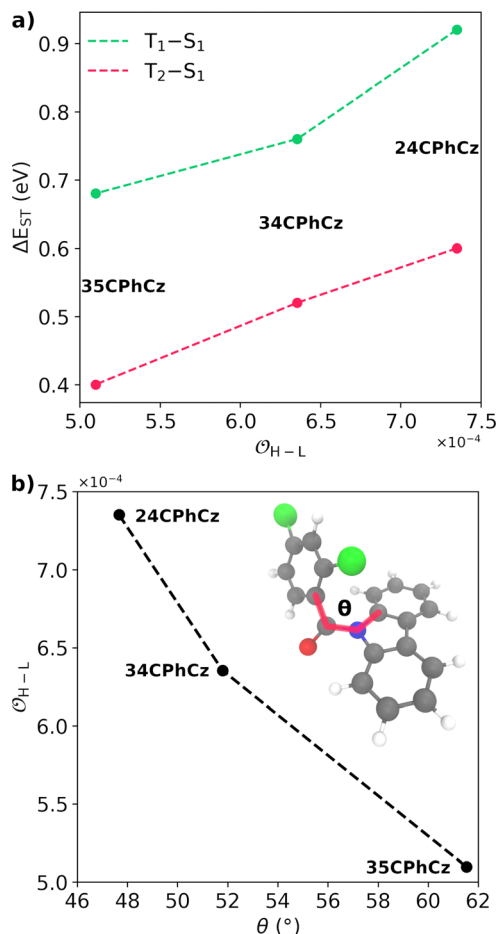 a)
T₁−S₁
T₂−S₁
0.9
0.8
0.7
0.6
0.5
0.4
ΔE_ST (eV)
24CPhCz
34CPhCz
35CPhCz
5.0 5.5 6.0 6.5 7.0 7.5
×10⁻⁴
𝒪_H−L
b)
×10⁻⁴
7.5
7.0
6.5
6.0
5.5
5.0
𝒪_H−L
24CPhCz
θ
34CPhCz
35CPhCz
46 48 50 52 54 56 58 60 62
θ (°)